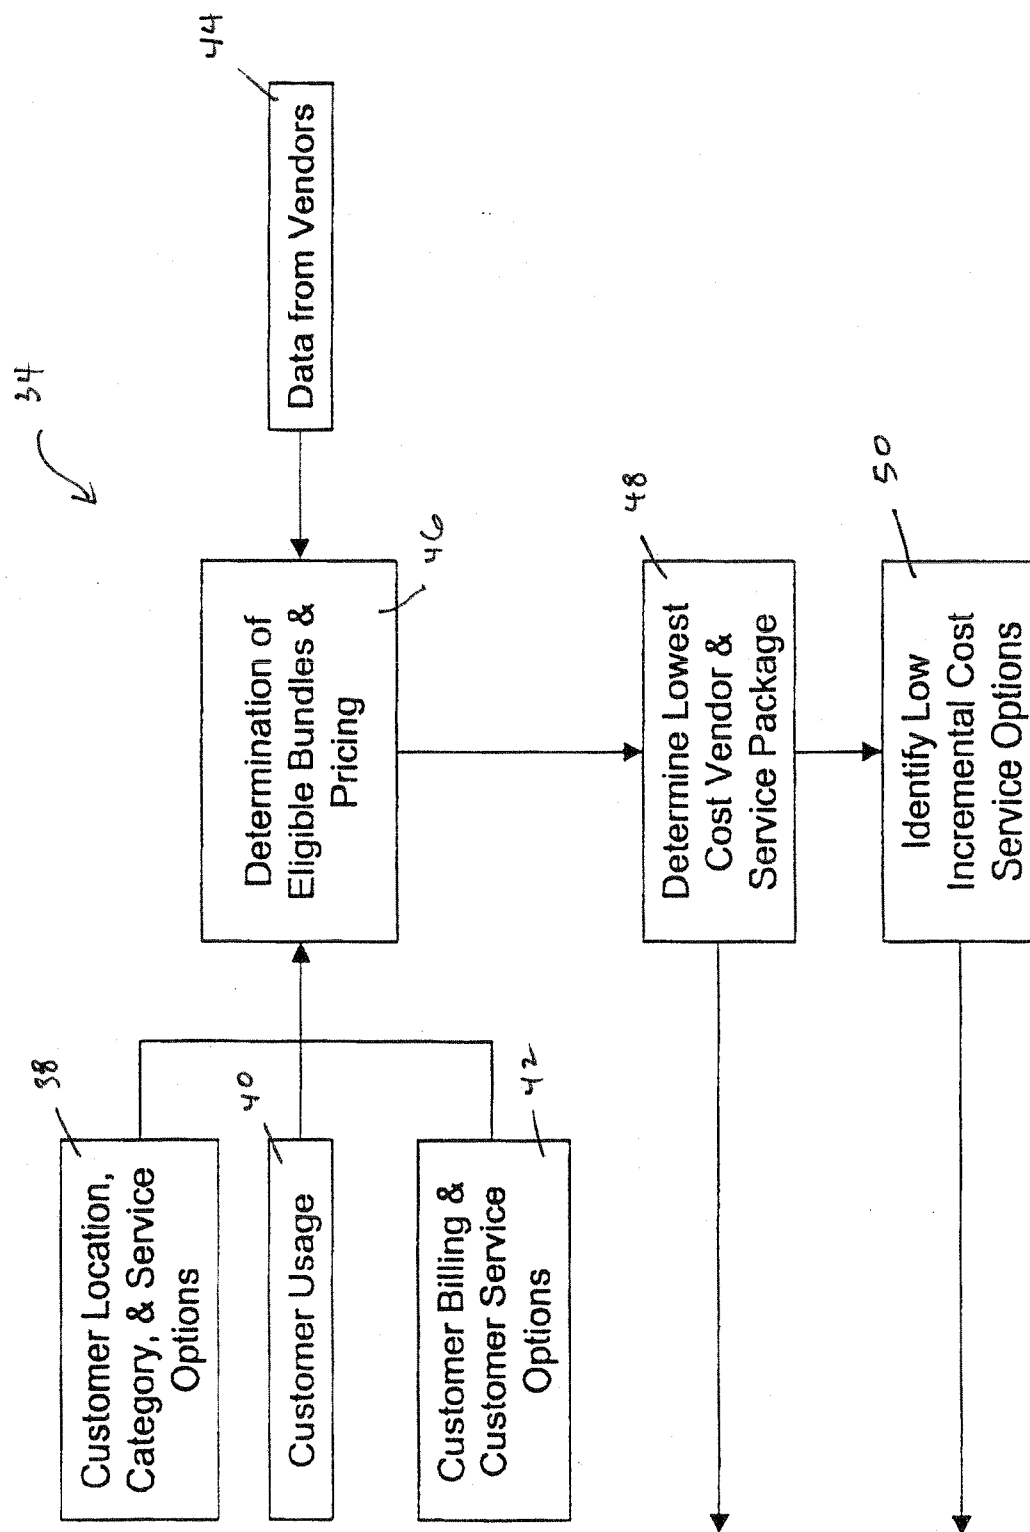 34
38
Customer Location,
Category, & Service
Options
40
Customer Usage
42
Customer Billing &
Customer Service
Options
46
Determination of
Eligible Bundles &
Pricing
44
Data from Vendors
48
Determine Lowest
Cost Vendor &
Service Package
50
Identify Low
Incremental Cost
Service Options